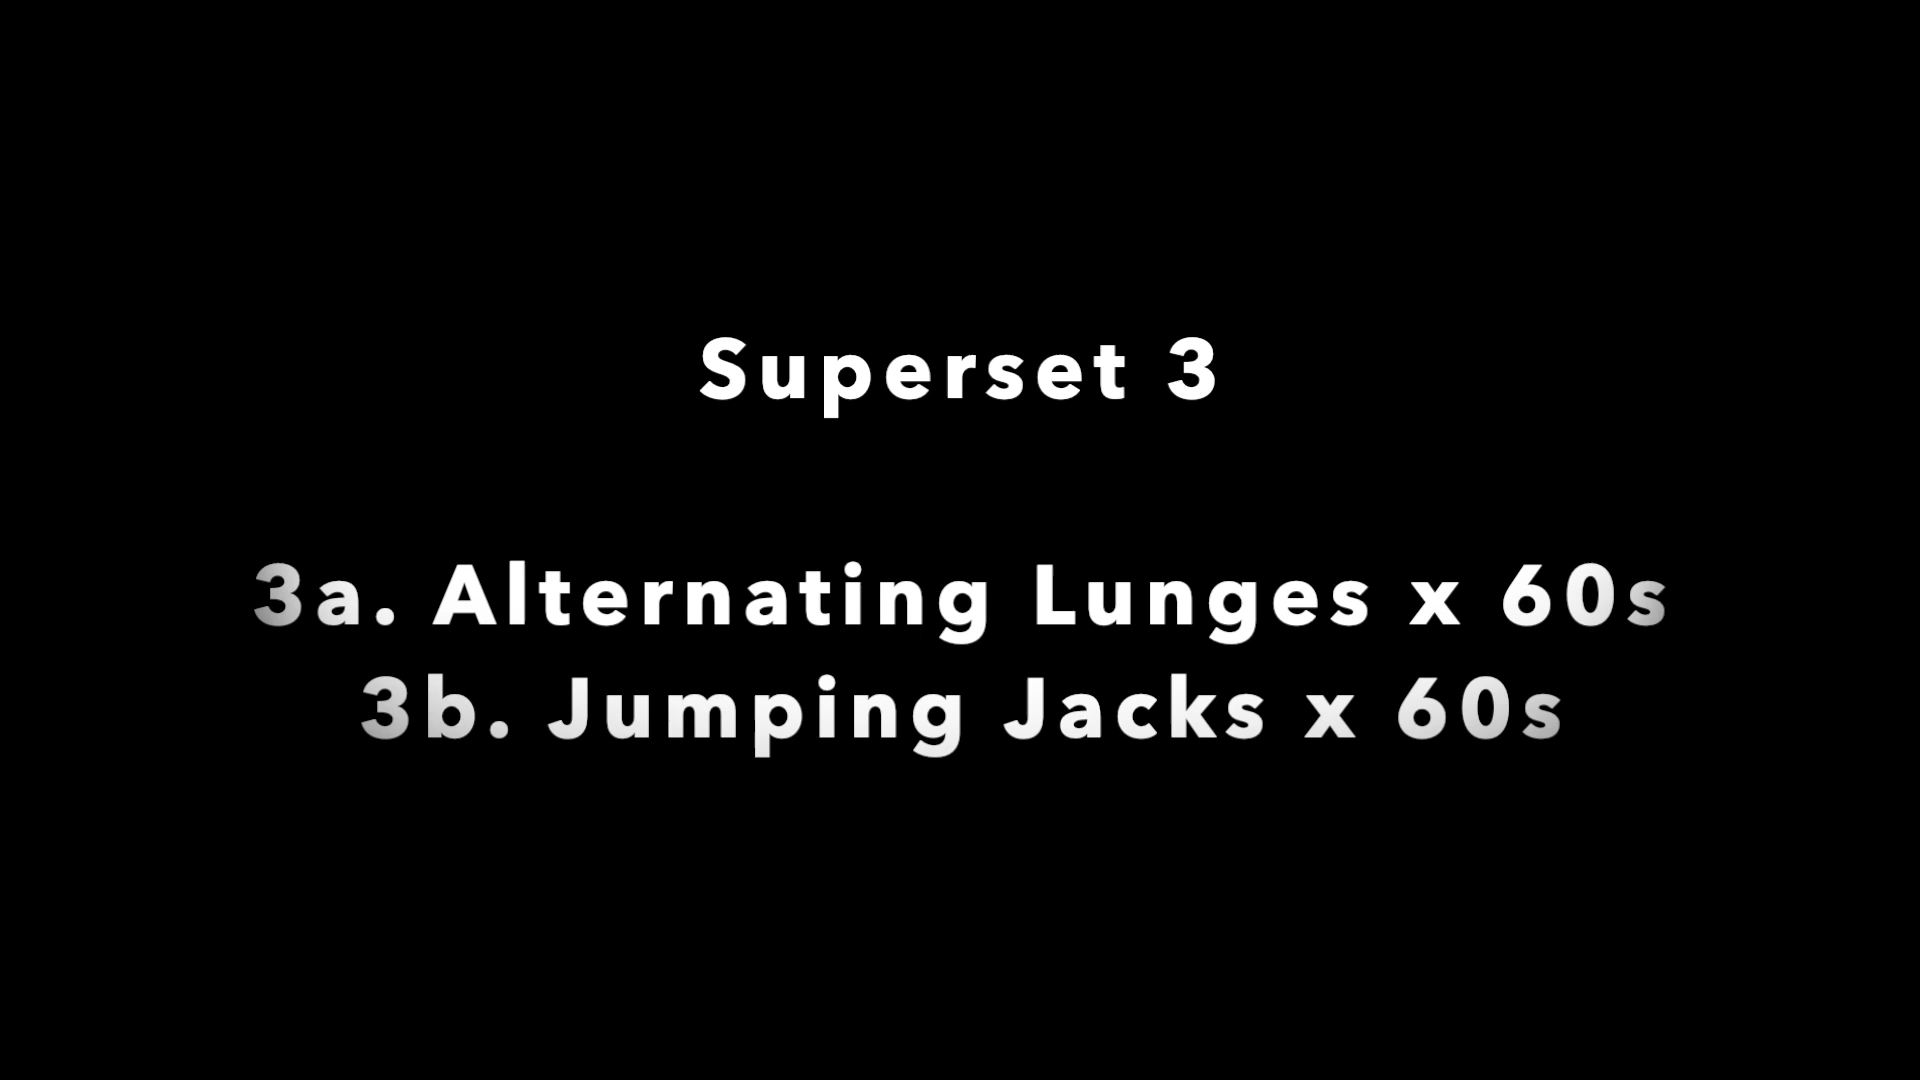 Superset 3
3a. Alternating Lunges x 60s
3b. Jumping Jacks x 60s